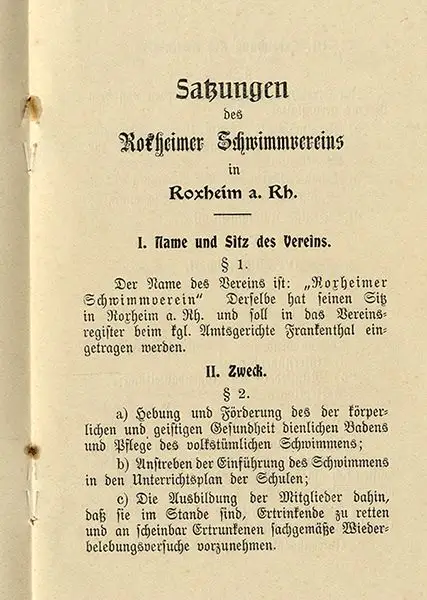 Satzungen
des
Roxheimer Schwimmvereins
in
Roxheim a. Rh.
I. Name und Sitz des Vereins.
§ 1.
Der Name des Vereins ist: „Roxheimer
Schwimmverein“ Derselbe hat seinen Sitz
in Roxheim a. Rh. und soll in das Vereins-
register beim kgl. Amtsgerichte Frankenthal ein-
getragen werden.
II. Zweck.
§ 2.
a) Hebung und Förderung des der körper-
lichen und geistigen Gesundheit dienlichen Badens
und Pflege des volkstümlichen Schwimmens;
b) Anstreben der Einführung des Schwimmens
in den Unterrichtsplan der Schulen;
c) Die Ausbildung der Mitglieder dahin,
daß sie im Stande sind, Ertrinkende zu retten
und an scheinbar Ertrunkenen sachgemäße Wieder-
belebungsversuche vorzunehmen.